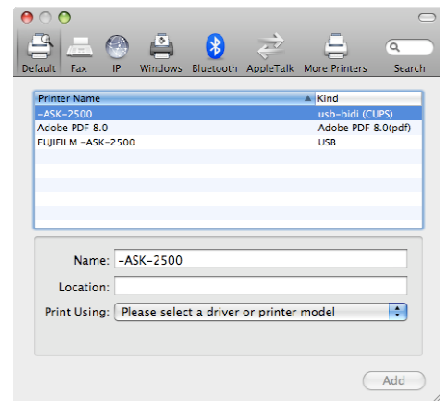 Default Fax IP Windows Bluetooth AppleTalk More Printers Search
Printer Name Kind
-ASK-2500 usb-bidi (CUPS)
Adobe PDF 8.0 Adobe PDF 8.0(pdf)
FUJIFILM -ASK-2500 USB
Name: -ASK-2500
Location:
Print Using: Please select a driver or printer model
Add